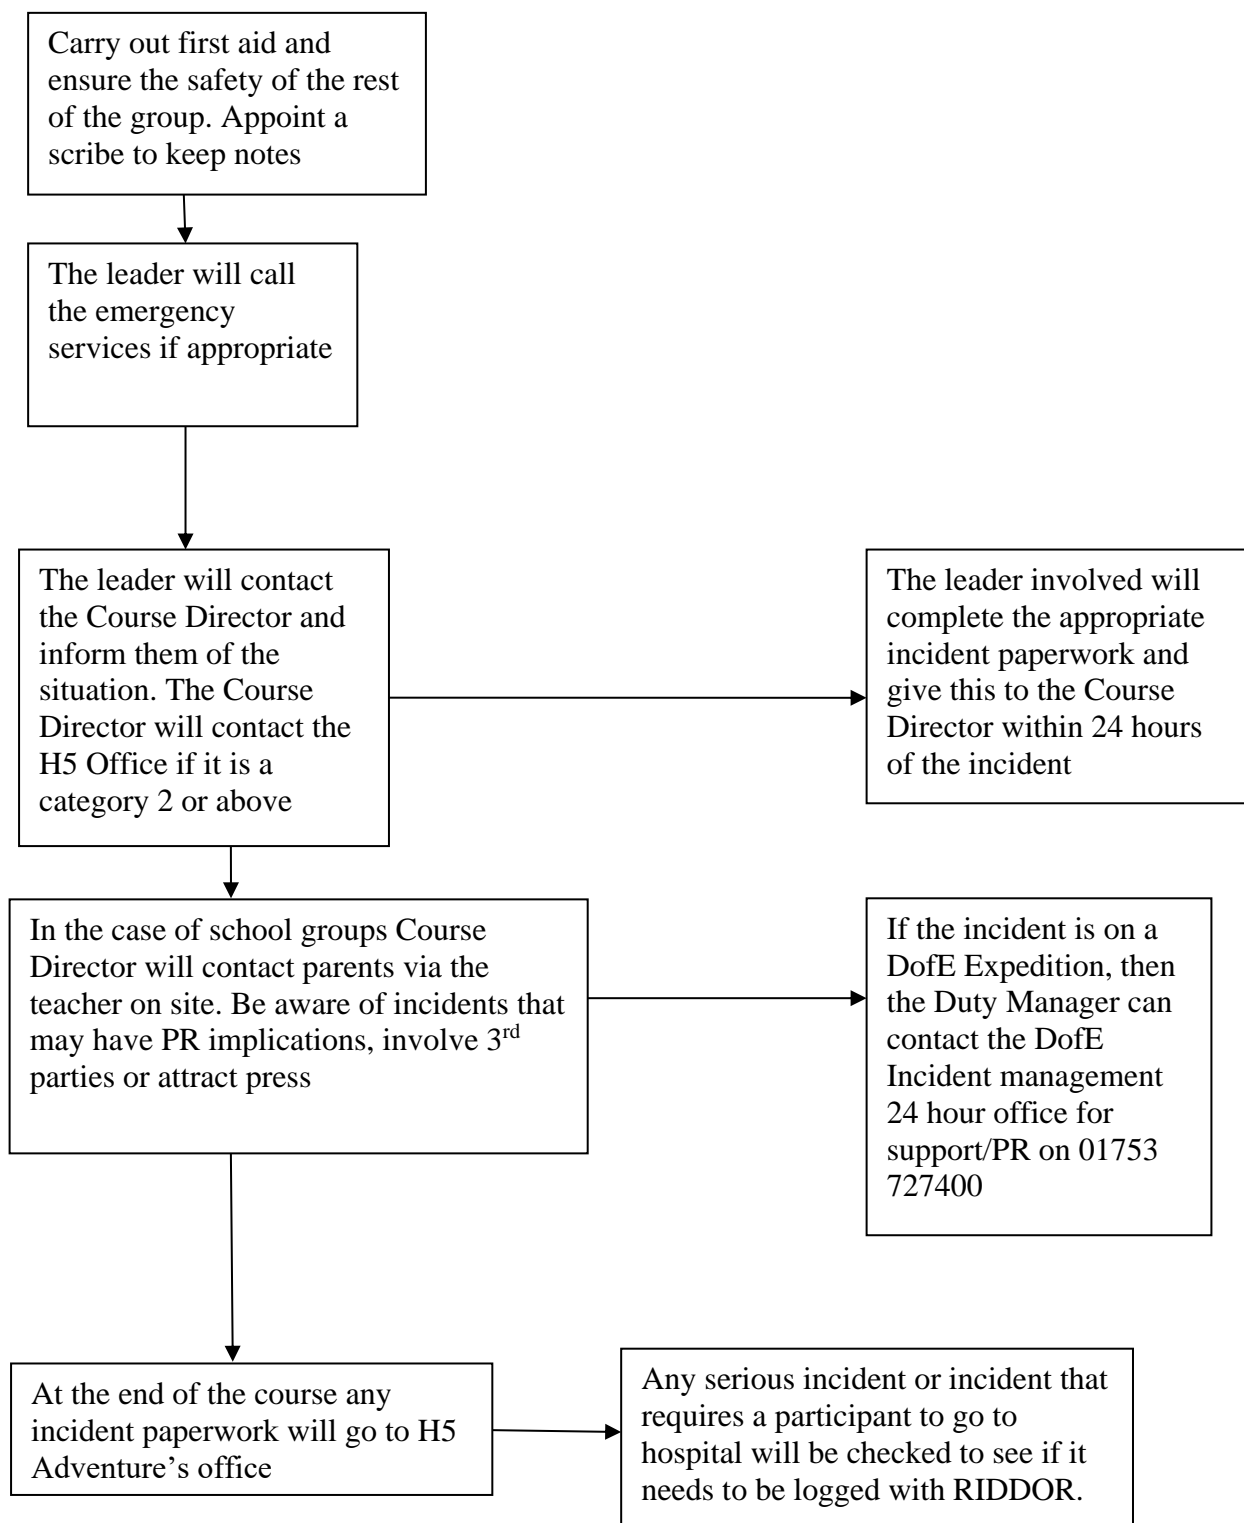 Carry out first aid and
ensure the safety of the rest
of the group. Appoint a
scribe to keep notes
The leader will call
the emergency
services if appropriate
The leader will contact
the Course Director and
inform them of the
situation. The Course
Director will contact the
H5 Office if it is a
category 2 or above
The leader involved will
complete the appropriate
incident paperwork and
give this to the Course
Director within 24 hours
of the incident
In the case of school groups Course
Director will contact parents via the
teacher on site. Be aware of incidents that
may have PR implications, involve 3rd
parties or attract press
If the incident is on a
DofE Expedition, then
the Duty Manager can
contact the DofE
Incident management
24 hour office for
support/PR on 01753
727400
At the end of the course any
incident paperwork will go to H5
Adventure's office
Any serious incident or incident that
requires a participant to go to
hospital will be checked to see if it
needs to be logged with RIDDOR.